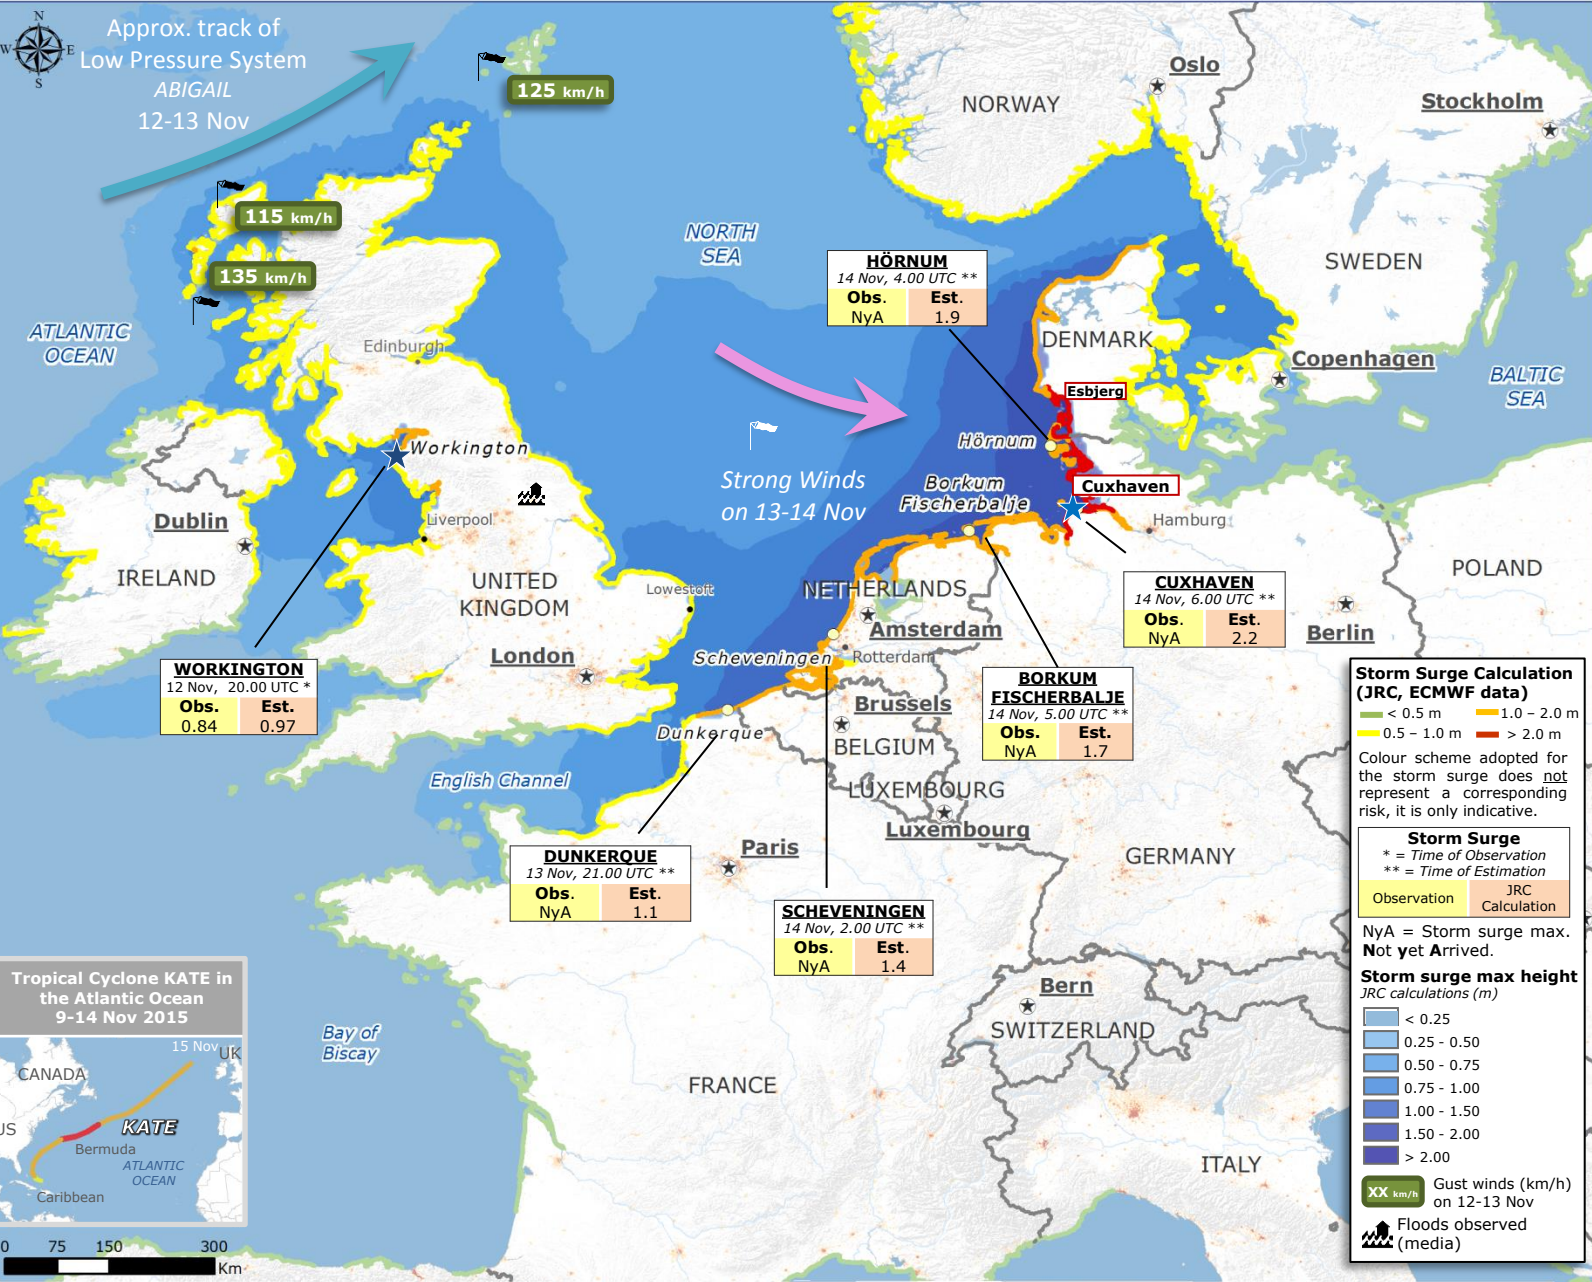 N
W
E
S
Approx. track of
Low Pressure System
ABIGAIL
12-13 Nov
125 km/h
115 km/h
135 km/h
ATLANTIC
OCEAN
NORTH
SEA
NORWAY
Oslo
Stockholm
SWEDEN
HÖRNUM
14 Nov, 4.00 UTC **
Obs. Est.
NyA 1.9
DENMARK
Copenhagen
BALTIC
SEA
Esbjerg
Edinburgh
Hörnum
Workington
Borkum
Fischerbalje
Cuxhaven
Strong Winds
on 13-14 Nov
Hamburg
Dublin
Liverpool
IRELAND
UNITED
KINGDOM
Lowestoft
NETHERLANDS
POLAND
CUXHAVEN
14 Nov, 6.00 UTC **
Obs. Est.
NyA 2.2
Berlin
Amsterdam
London
Scheveningen
Rotterdam
WORKINGTON
12 Nov, 20.00 UTC *
Obs. Est.
0.84 0.97
BORKUM
FISCHERBALJE
14 Nov, 5.00 UTC **
Obs. Est.
NyA 1.7
Brussels
Dunkerque
BELGIUM
English Channel
LUXEMBOURG
Luxembourg
Paris
GERMANY
DUNKERQUE
13 Nov, 21.00 UTC **
Obs. Est.
NyA 1.1
SCHEVENINGEN
14 Nov, 2.00 UTC **
Obs. Est.
NyA 1.4
Bern
SWITZERLAND
Bay of
Biscay
FRANCE
ITALY
Tropical Cyclone KATE in
the Atlantic Ocean
9-14 Nov 2015
15 Nov
UK
CANADA
US
KATE
Bermuda
ATLANTIC
OCEAN
Caribbean
0 75 150 300
Km
Storm Surge Calculation
(JRC, ECMWF data)
< 0.5 m 1.0 – 2.0 m
0.5 – 1.0 m > 2.0 m
Colour scheme adopted for
the storm surge does not
represent a corresponding
risk, it is only indicative.
Storm Surge
* = Time of Observation
** = Time of Estimation
Observation JRC
Calculation
NyA = Storm surge max.
Not yet Arrived.
Storm surge max height
JRC calculations (m)
< 0.25
0.25 - 0.50
0.50 - 0.75
0.75 - 1.00
1.00 - 1.50
1.50 - 2.00
> 2.00
XX km/h Gust winds (km/h)
on 12-13 Nov
Floods observed
(media)